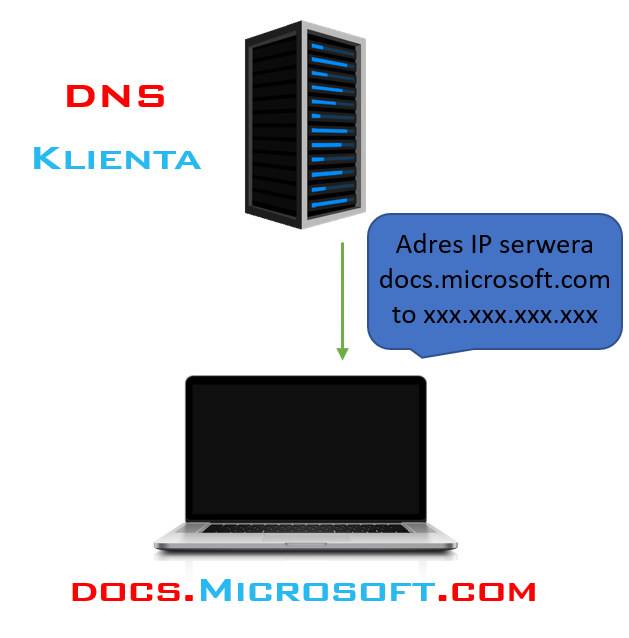 DNS
Klienta
Adres IP serwera
docs.microsoft.com
to xxx.xxx.xxx.xxx
docs.Microsoft.com